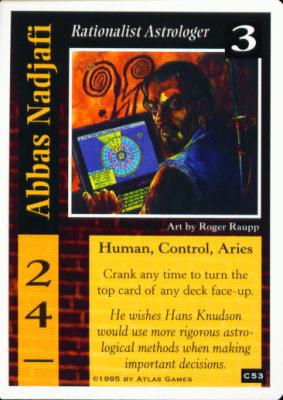 Rationalist Astrologer
3
Abbas Nadjafi
Art by Roger Raupp
2
4
Human, Control, Aries
Crank any time to turn the
top card of any deck face-up.
He wishes Hans Knudson
would use more rigorous astro-
logical methods when making
important decisions.
©1995 BY ATLAS GAMES
C53